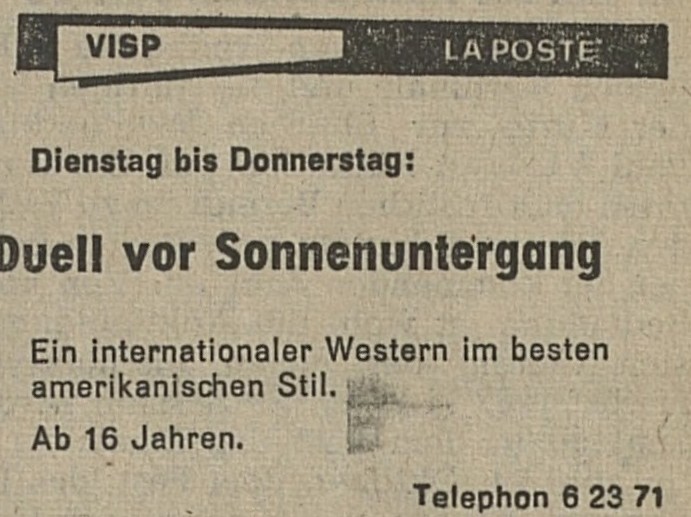 VISP LA POSTE
Dienstag bis Donnerstag:
Duell vor Sonnenuntergang
Ein internationaler Western im besten
amerikanischen Stil.
Ab 16 Jahren.
Telephon 6 23 71